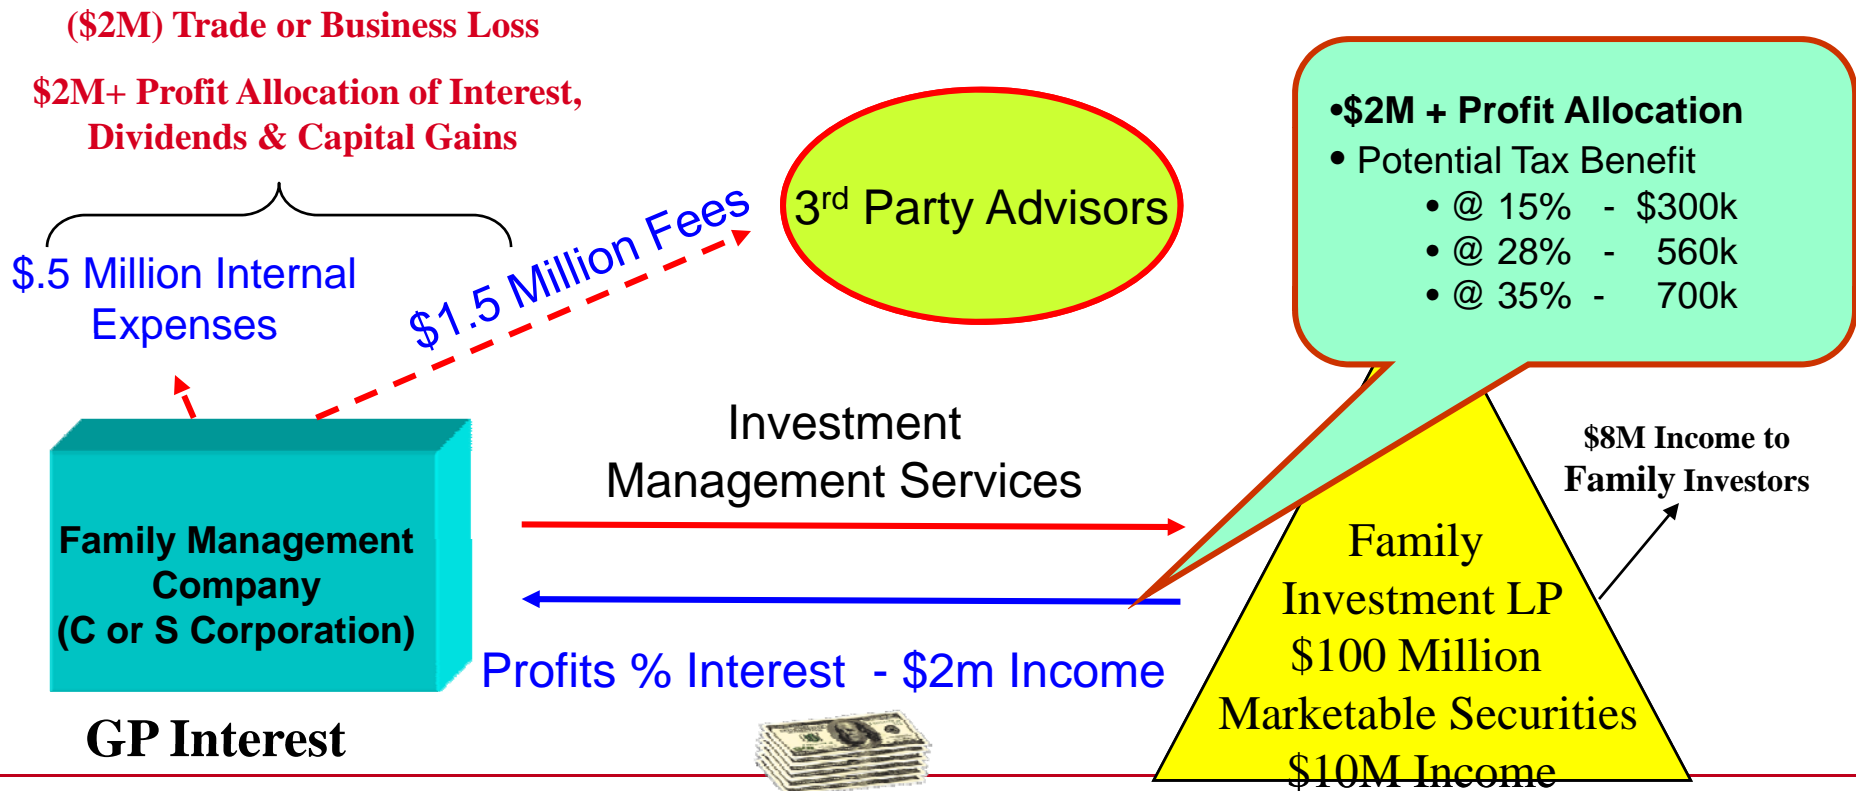 ($2M) Trade or Business Loss
$2M+ Profit Allocation of Interest,
Dividends & Capital Gains
$.5 Million Internal
Expenses
$1.5 Million Fees
3rd Party Advisors
•$2M + Profit Allocation
• Potential Tax Benefit
• @ 15% - $300k
• @ 28% - 560k
• @ 35% - 700k
Investment
Management Services
$8M Income to
Family Investors
Family Management
Company
(C or S Corporation)
Profits % Interest - $2m Income
Family
Investment LP
$100 Million
Marketable Securities
$10M Income
GP Interest